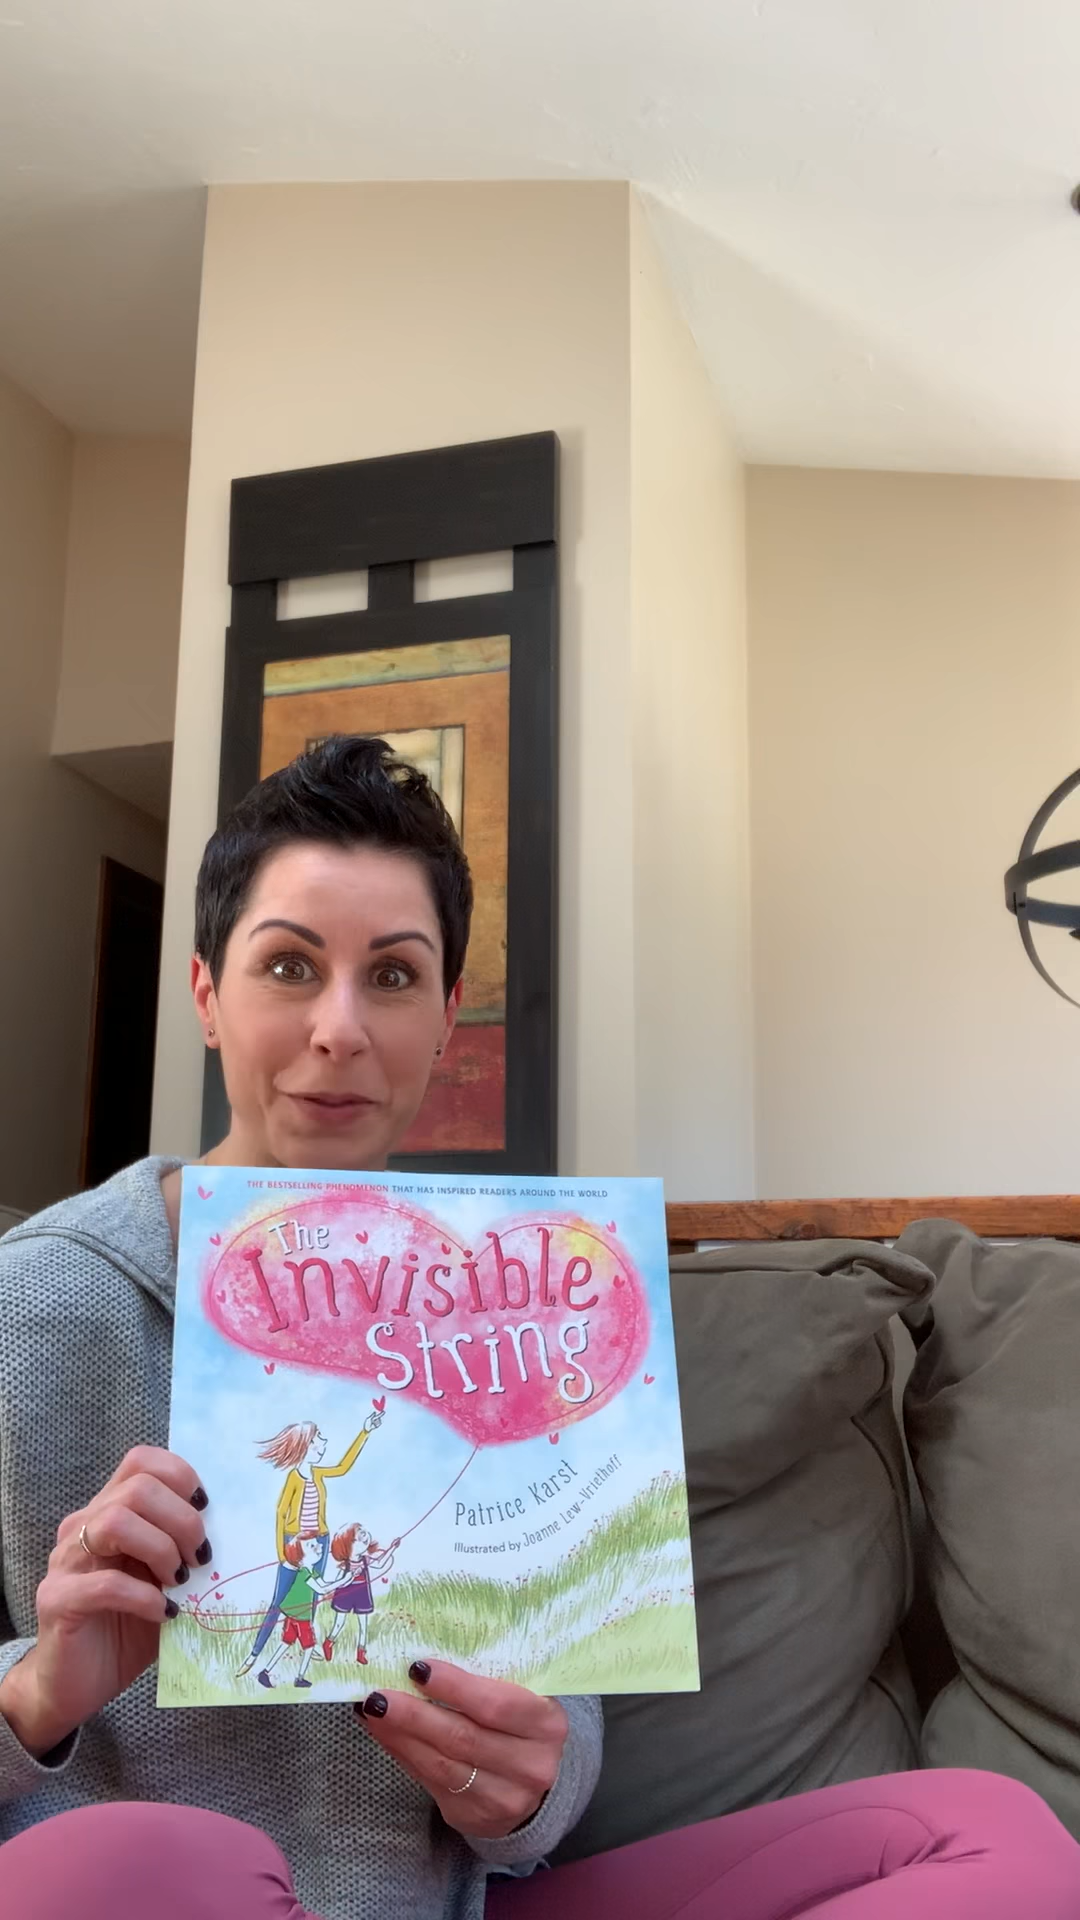 THE BESTSELLING PHENOMENON THAT HAS INSPIRED READERS AROUND THE WORLD
The
Invisible
String
Patrice Karst
Illustrated by Joanne Lew-Vriethoff